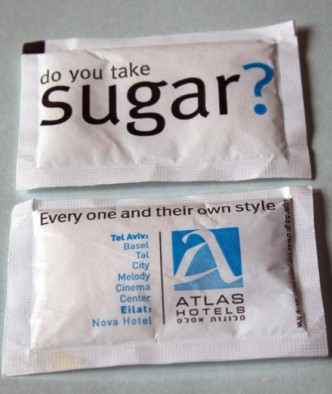 do you take
sugar?
Every one and their own style
Tel Aviv:
Basel
Tal
City
Melody
Cinema
Center
Eilat:
Nova Hotel
ATLAS
HOTELS
מלונות אטלס